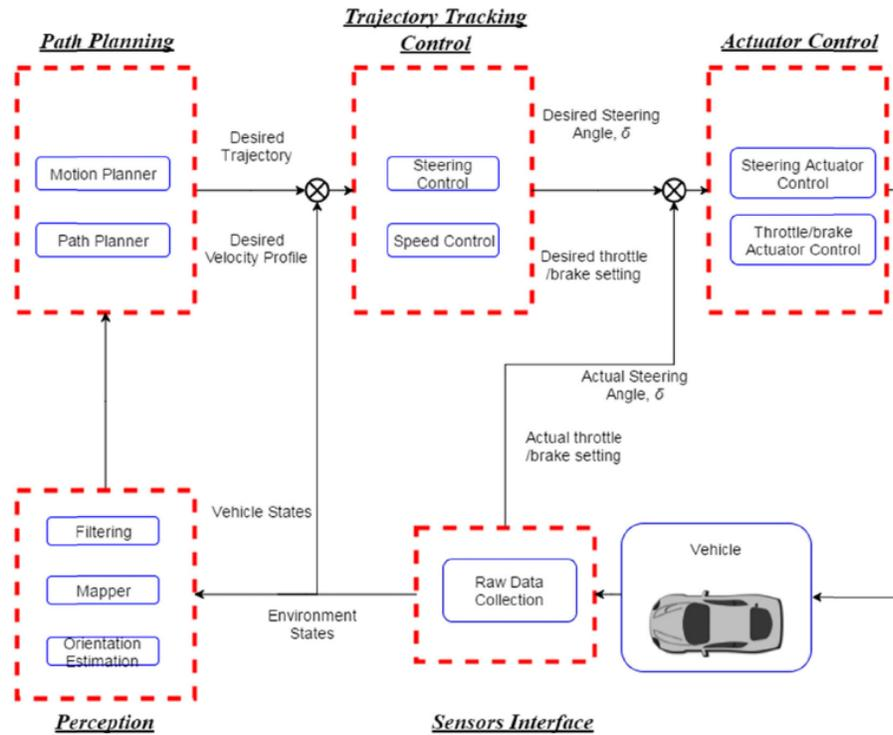 Path Planning
Trajectory Tracking
Control
Actuator Control
Motion Planner
Path Planner
Desired
Trajectory
Desired
Velocity Profile
Steering
Control
Speed Control
Desired Steering
Angle, δ
Desired throttle
/brake setting
Steering Actuator
Control
Throttle/brake
Actuator Control
Actual Steering
Angle, δ
Actual throttle
/brake setting
Filtering
Mapper
Orientation
Estimation
Vehicle States
Environment
States
Raw Data
Collection
Vehicle
Perception
Sensors Interface